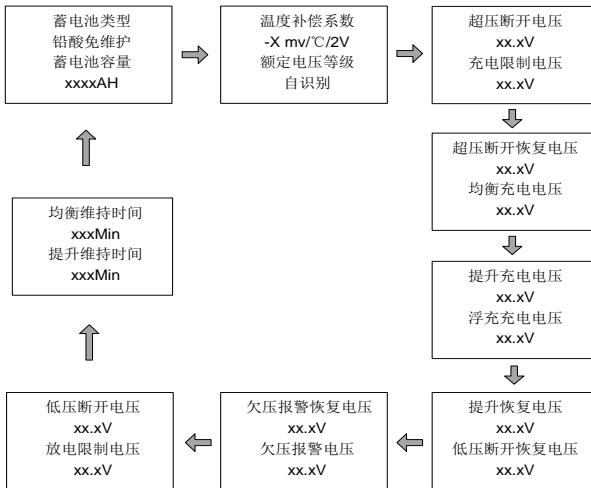 蓄电池类型
铅酸免维护
蓄电池容量
xxxxAH
温度补偿系数
-X mv/℃/2V
额定电压等级
自识别
超压断开电压
xx.xV
充电限制电压
xx.xV
超压断开恢复电压
xx.xV
均衡充电电压
xx.xV
提升充电电压
xx.xV
浮充充电电压
xx.xV
提升恢复电压
xx.xV
低压断开恢复电压
xx.xV
欠压报警恢复电压
xx.xV
欠压报警电压
xx.xV
低压断开电压
xx.xV
放电限制电压
xx.xV
均衡维持时间
xxxMin
提升维持时间
xxxMin